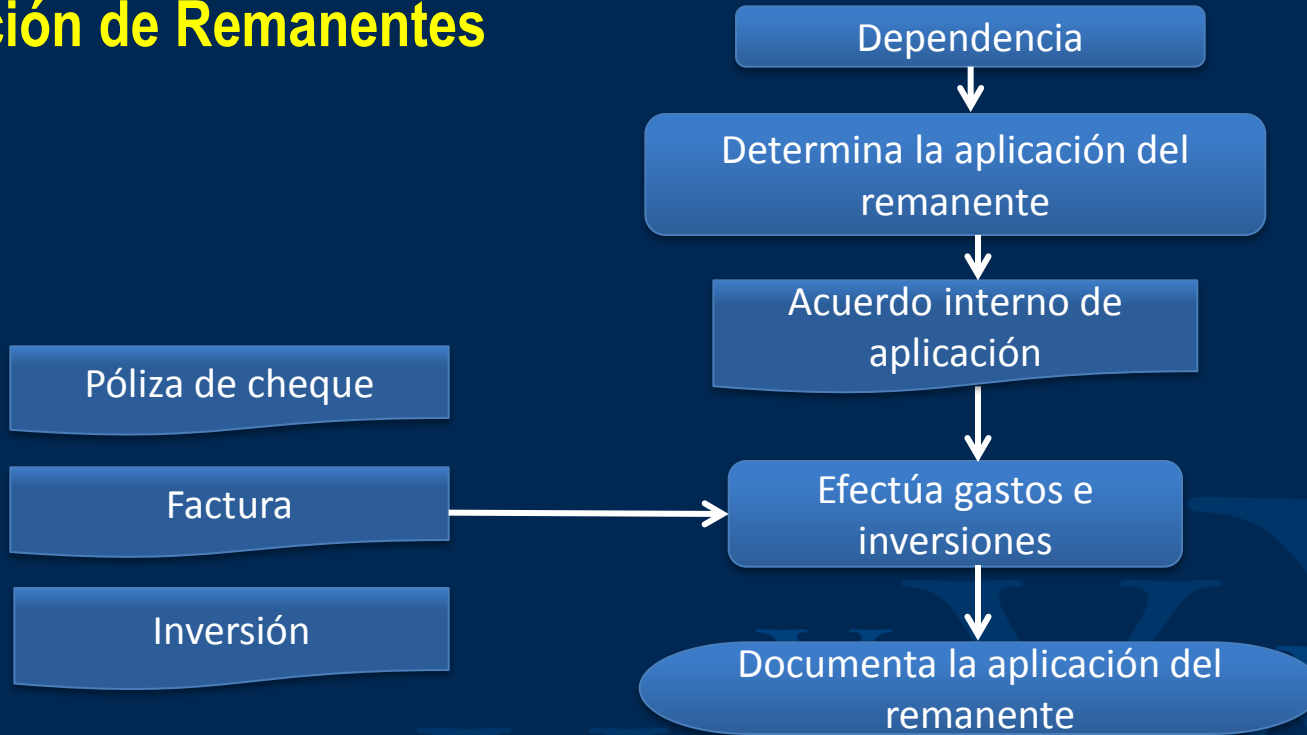 ción de Remanentes
Dependencia
Determina la aplicación del
remanente
Acuerdo interno de
aplicación
Póliza de cheque
Factura
Inversión
Efectúa gastos e
inversiones
Documenta la aplicación del
remanente